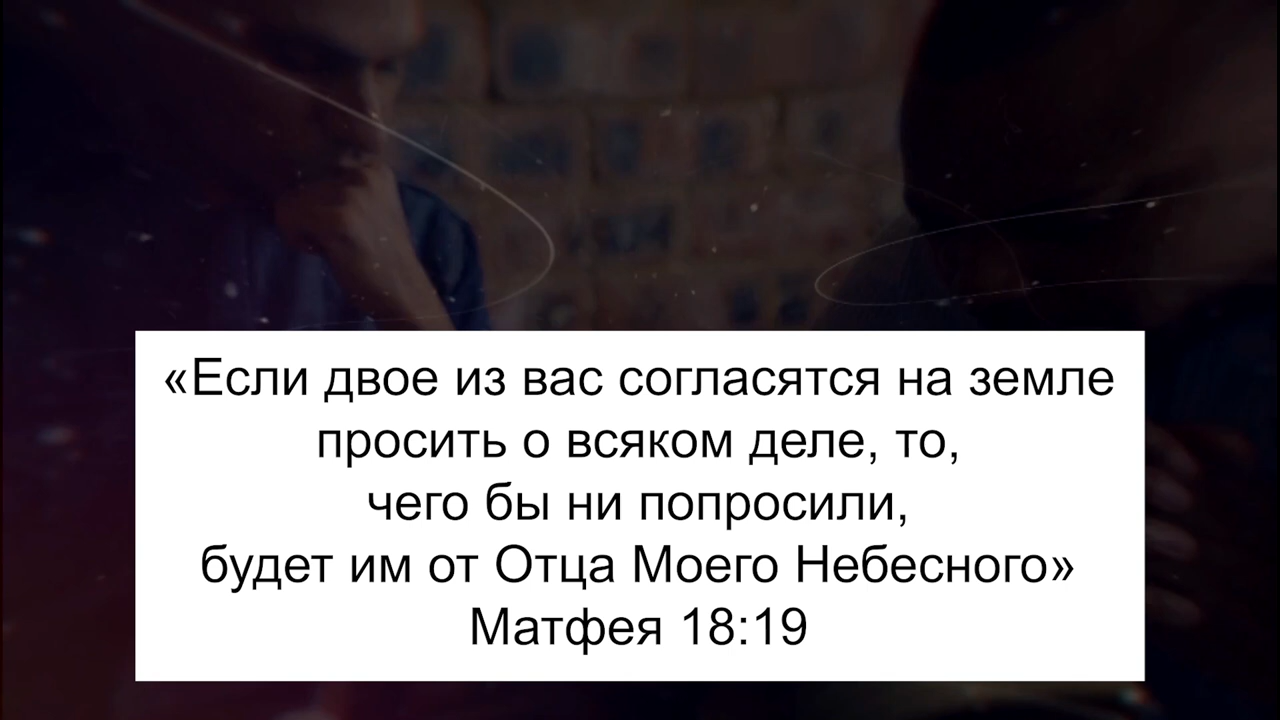 «Если двое из вас согласятся на земле
просить о всяком деле, то,
чего бы ни попросили,
будет им от Отца Моего Небесного»
Матфея 18:19